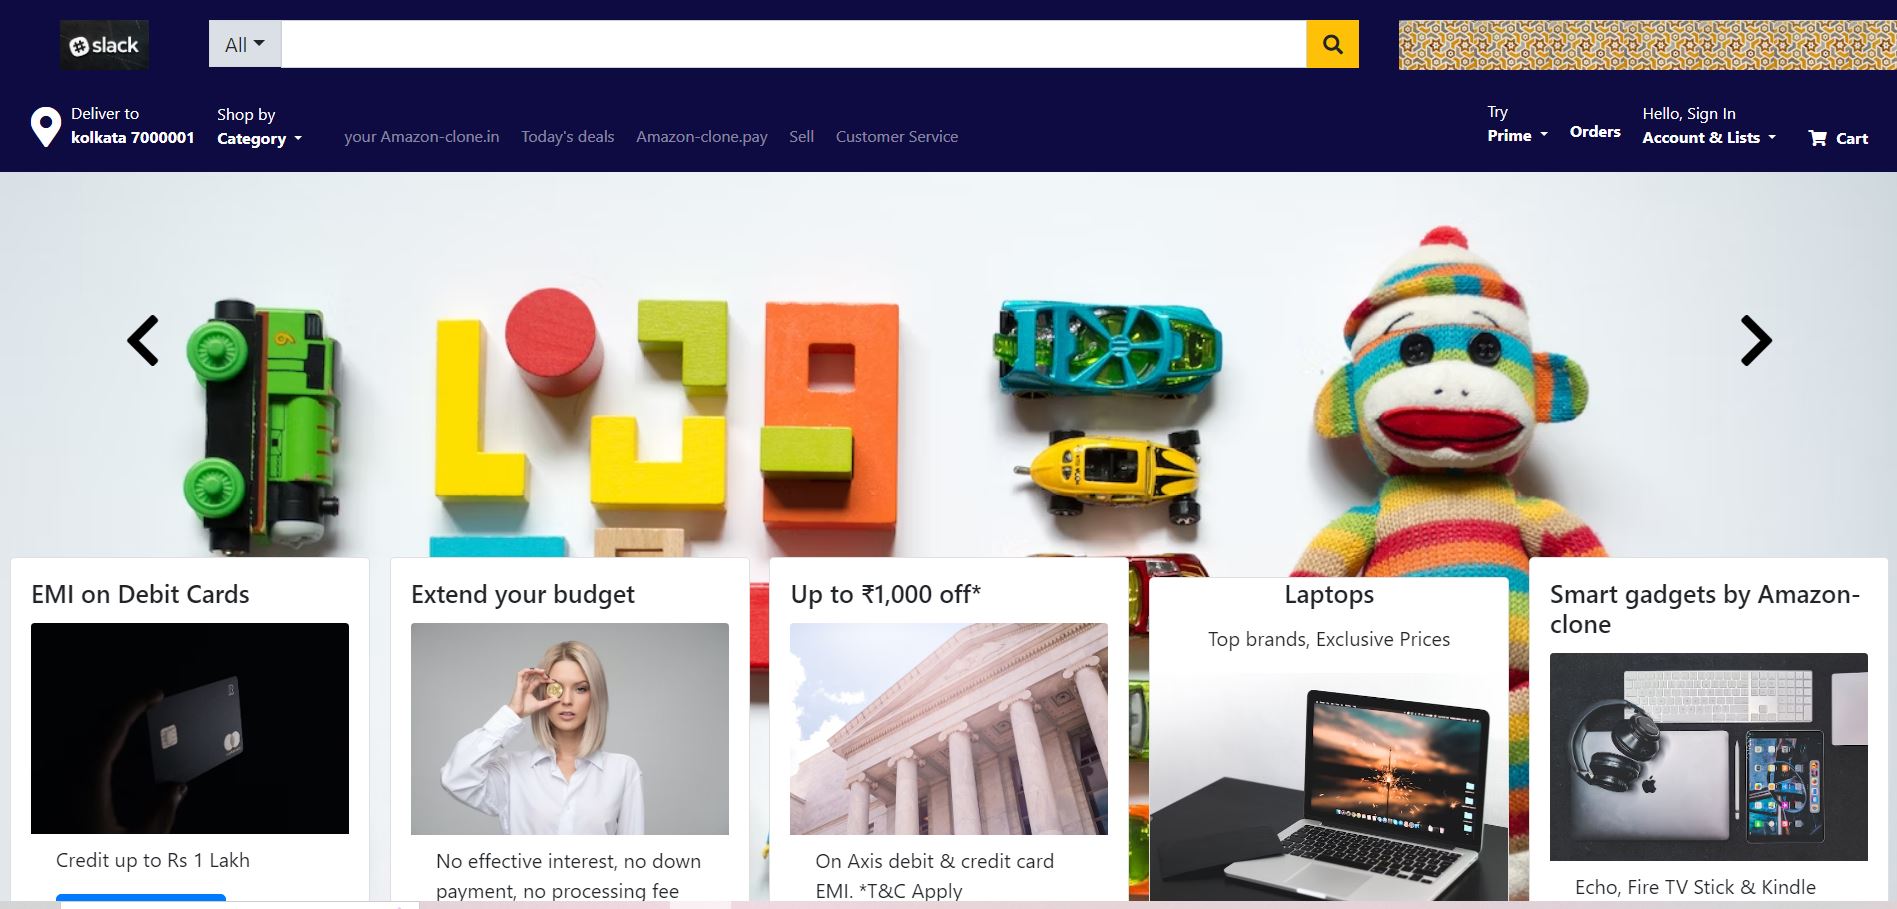 slack
All
Deliver to
kolkata 7000001
Shop by
Category
your Amazon-clone.in
Today's deals
Amazon-clone.pay
Sell
Customer Service
Try
Prime
Orders
Hello, Sign In
Account & Lists
Cart
EMI on Debit Cards
Credit up to Rs 1 Lakh
Extend your budget
No effective interest, no down
payment, no processing fee
Up to ₹1,000 off*
On Axis debit & credit card
EMI. *T&C Apply
Laptops
Top brands, Exclusive Prices
Smart gadgets by Amazon-
clone
Echo, Fire TV Stick & Kindle